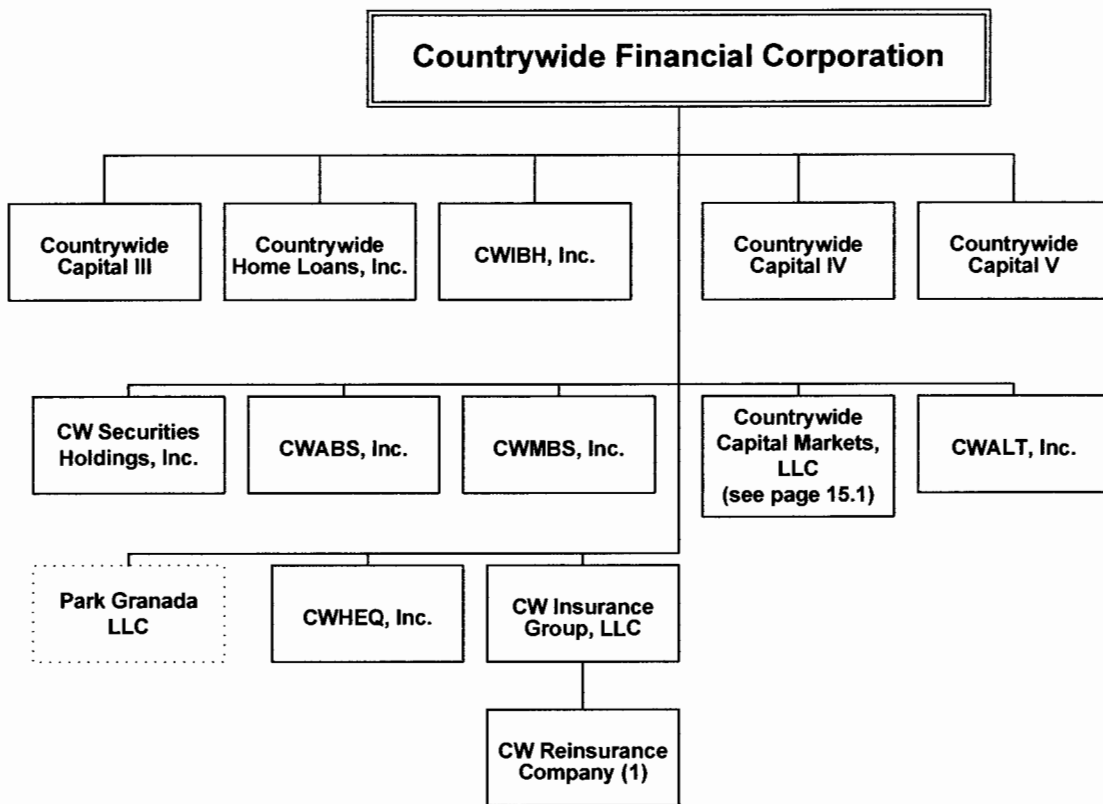 Countrywide Financial Corporation
Countrywide
Capital III
Countrywide
Home Loans, Inc.
CWIBH, Inc.
Countrywide
Capital IV
Countrywide
Capital V
CW Securities
Holdings, Inc.
CWABS, Inc.
CWMBS, Inc.
Countrywide
Capital Markets,
LLC
(see page 15.1)
CWALT, Inc.
Park Granada
LLC
CWHEQ, Inc.
CW Insurance
Group, LLC
CW Reinsurance
Company (1)